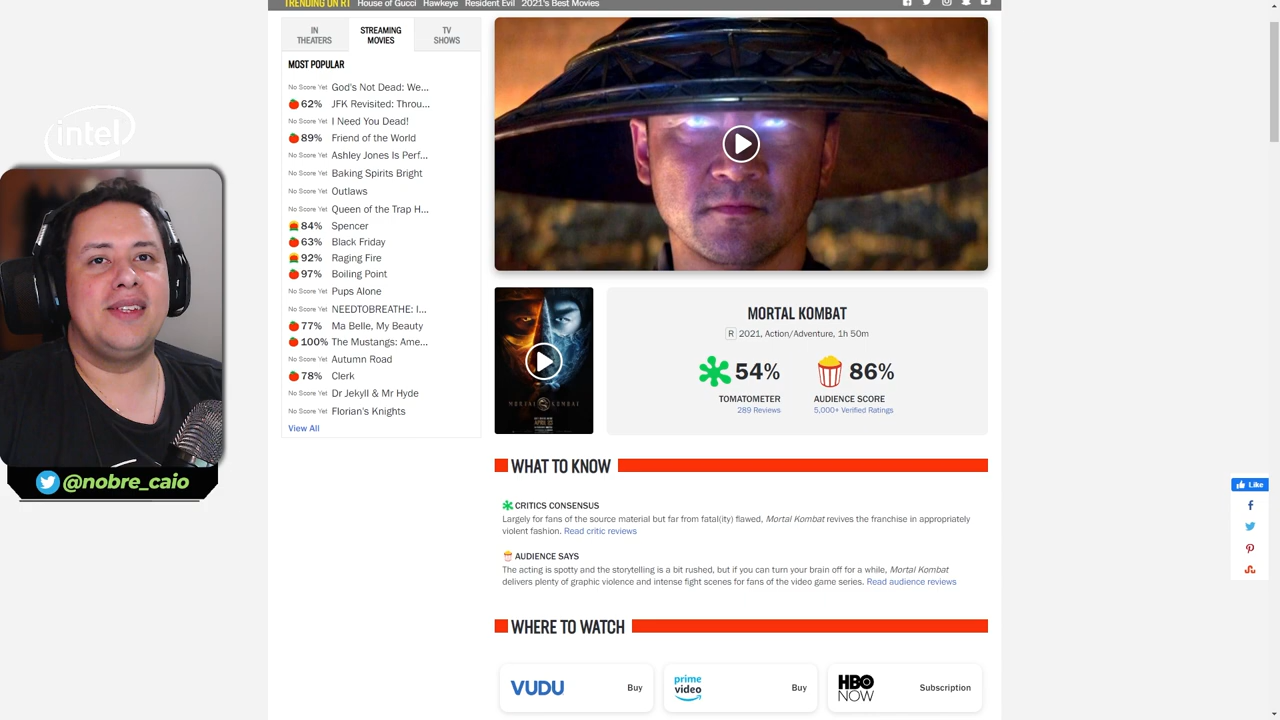 TRENDING ON RT House of Gucci Hawkeye Resident Evil 2021's Best Movies
IN THEATERS
STREAMING MOVIES
TV SHOWS
MOST POPULAR
No Score Yet God's Not Dead: We...
62% JFK Revisited: Throu...
No Score Yet I Need You Dead!
89% Friend of the World
No Score Yet Ashley Jones Is Perf...
No Score Yet Baking Spirits Bright
No Score Yet Outlaws
No Score Yet Queen of the Trap H...
84% Spencer
63% Black Friday
92% Raging Fire
97% Boiling Point
No Score Yet Pups Alone
No Score Yet NEEDTOBREATHE: I...
77% Ma Belle, My Beauty
100% The Mustangs: Ame...
No Score Yet Autumn Road
78% Clerk
No Score Yet Dr Jekyll & Mr Hyde
No Score Yet Florian's Knights
View All
intel
@nobre_caio
MORTAL KOMBAT
MORTAL KOMBAT
R 2021, Action/Adventure, 1h 50m
54% 86%
TOMATOMETER AUDIENCE SCORE
289 Reviews 5,000+ Verified Ratings
WHAT TO KNOW
CRITICS CONSENSUS
Largely for fans of the source material but far from fatal(ity) flawed, Mortal Kombat revives the franchise in appropriately
violent fashion. Read critic reviews
AUDIENCE SAYS
The acting is spotty and the storytelling is a bit rushed, but if you can turn your brain off for a while, Mortal Kombat
delivers plenty of graphic violence and intense fight scenes for fans of the video game series. Read audience reviews
WHERE TO WATCH
VUDU Buy
prime video Buy
HBO NOW Subscription
Like